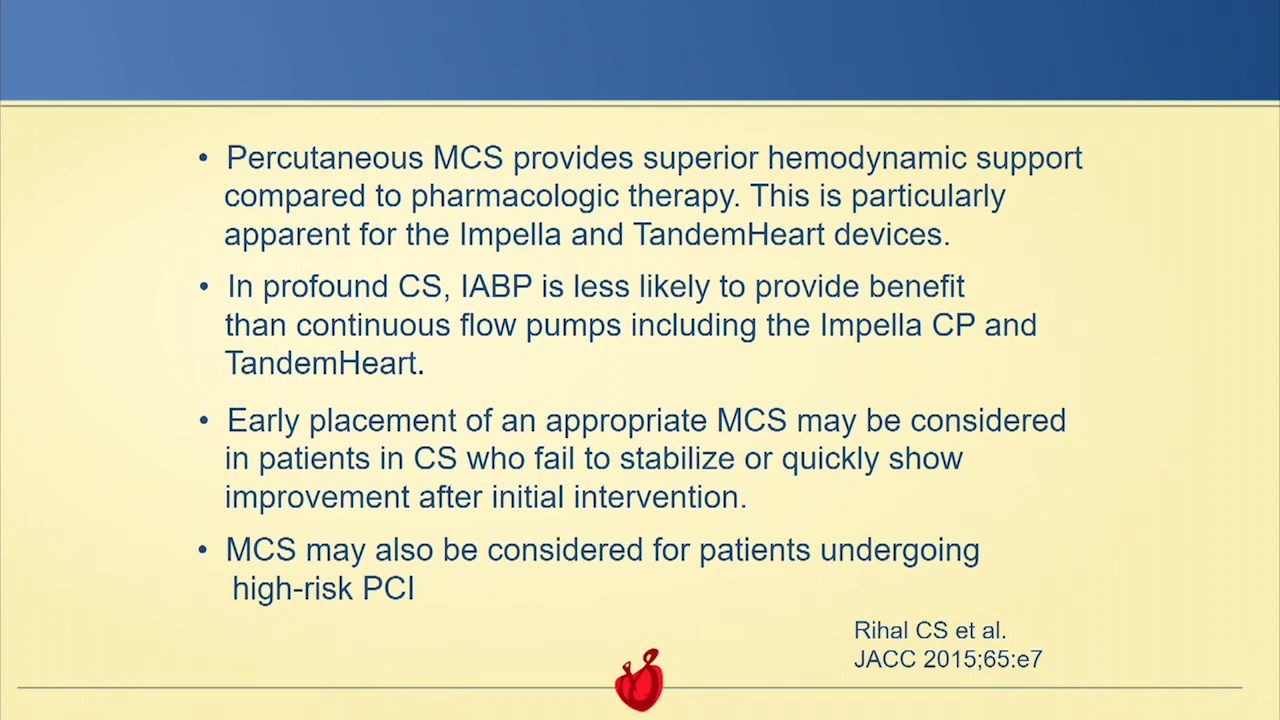 • Percutaneous MCS provides superior hemodynamic support
compared to pharmacologic therapy. This is particularly
apparent for the Impella and TandemHeart devices.
• In profound CS, IABP is less likely to provide benefit
than continuous flow pumps including the Impella CP and
TandemHeart.
• Early placement of an appropriate MCS may be considered
in patients in CS who fail to stabilize or quickly show
improvement after initial intervention.
• MCS may also be considered for patients undergoing
high-risk PCI
Rihal CS et al.
JACC 2015;65:e7